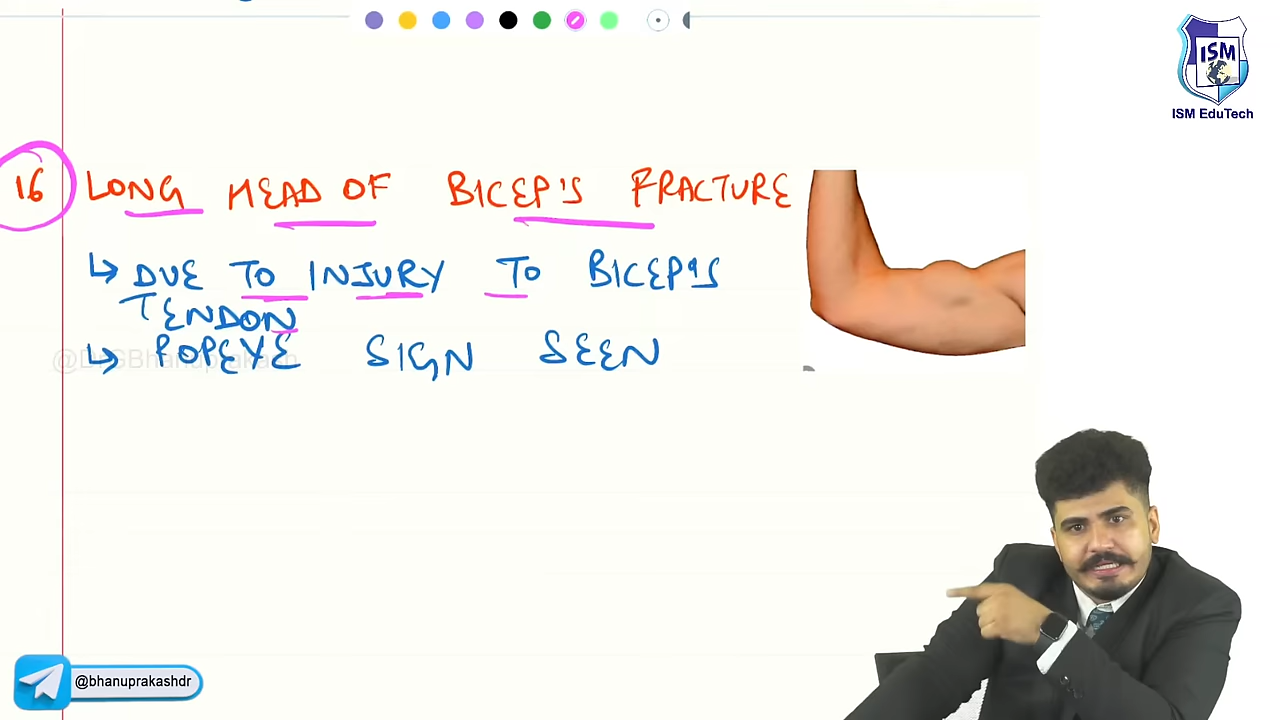 ISM
ISM EduTech
16 LONG HEAD OF BICEP'S FRACTURE
↳ DUE TO INJURY TO BICEP'S
TENDON
↳ POPEYE SIGN SEEN
@DrGBhanuprakash
@bhanuprakashdr